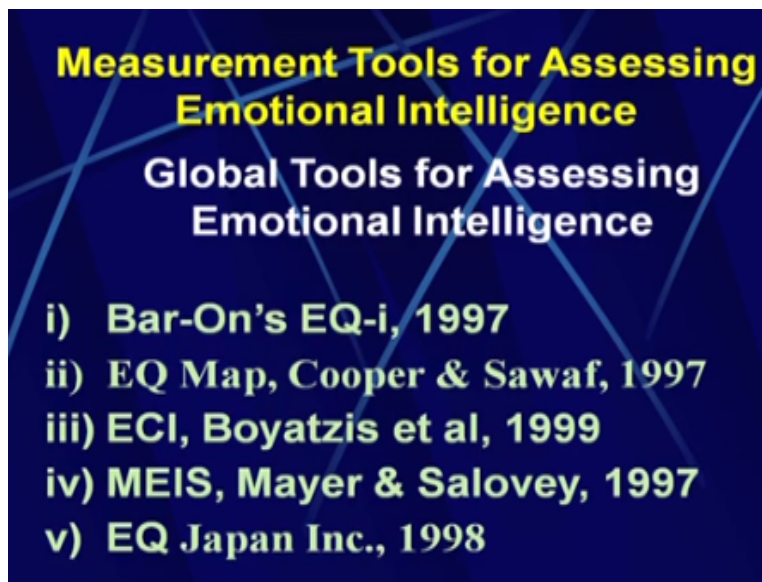 Measurement Tools for Assessing
Emotional Intelligence
Global Tools for Assessing
Emotional Intelligence
i) Bar-On's EQ-i, 1997
ii) EQ Map, Cooper & Sawaf, 1997
iii) ECI, Boyatzis et al, 1999
iv) MEIS, Mayer & Salovey, 1997
v) EQ Japan Inc., 1998